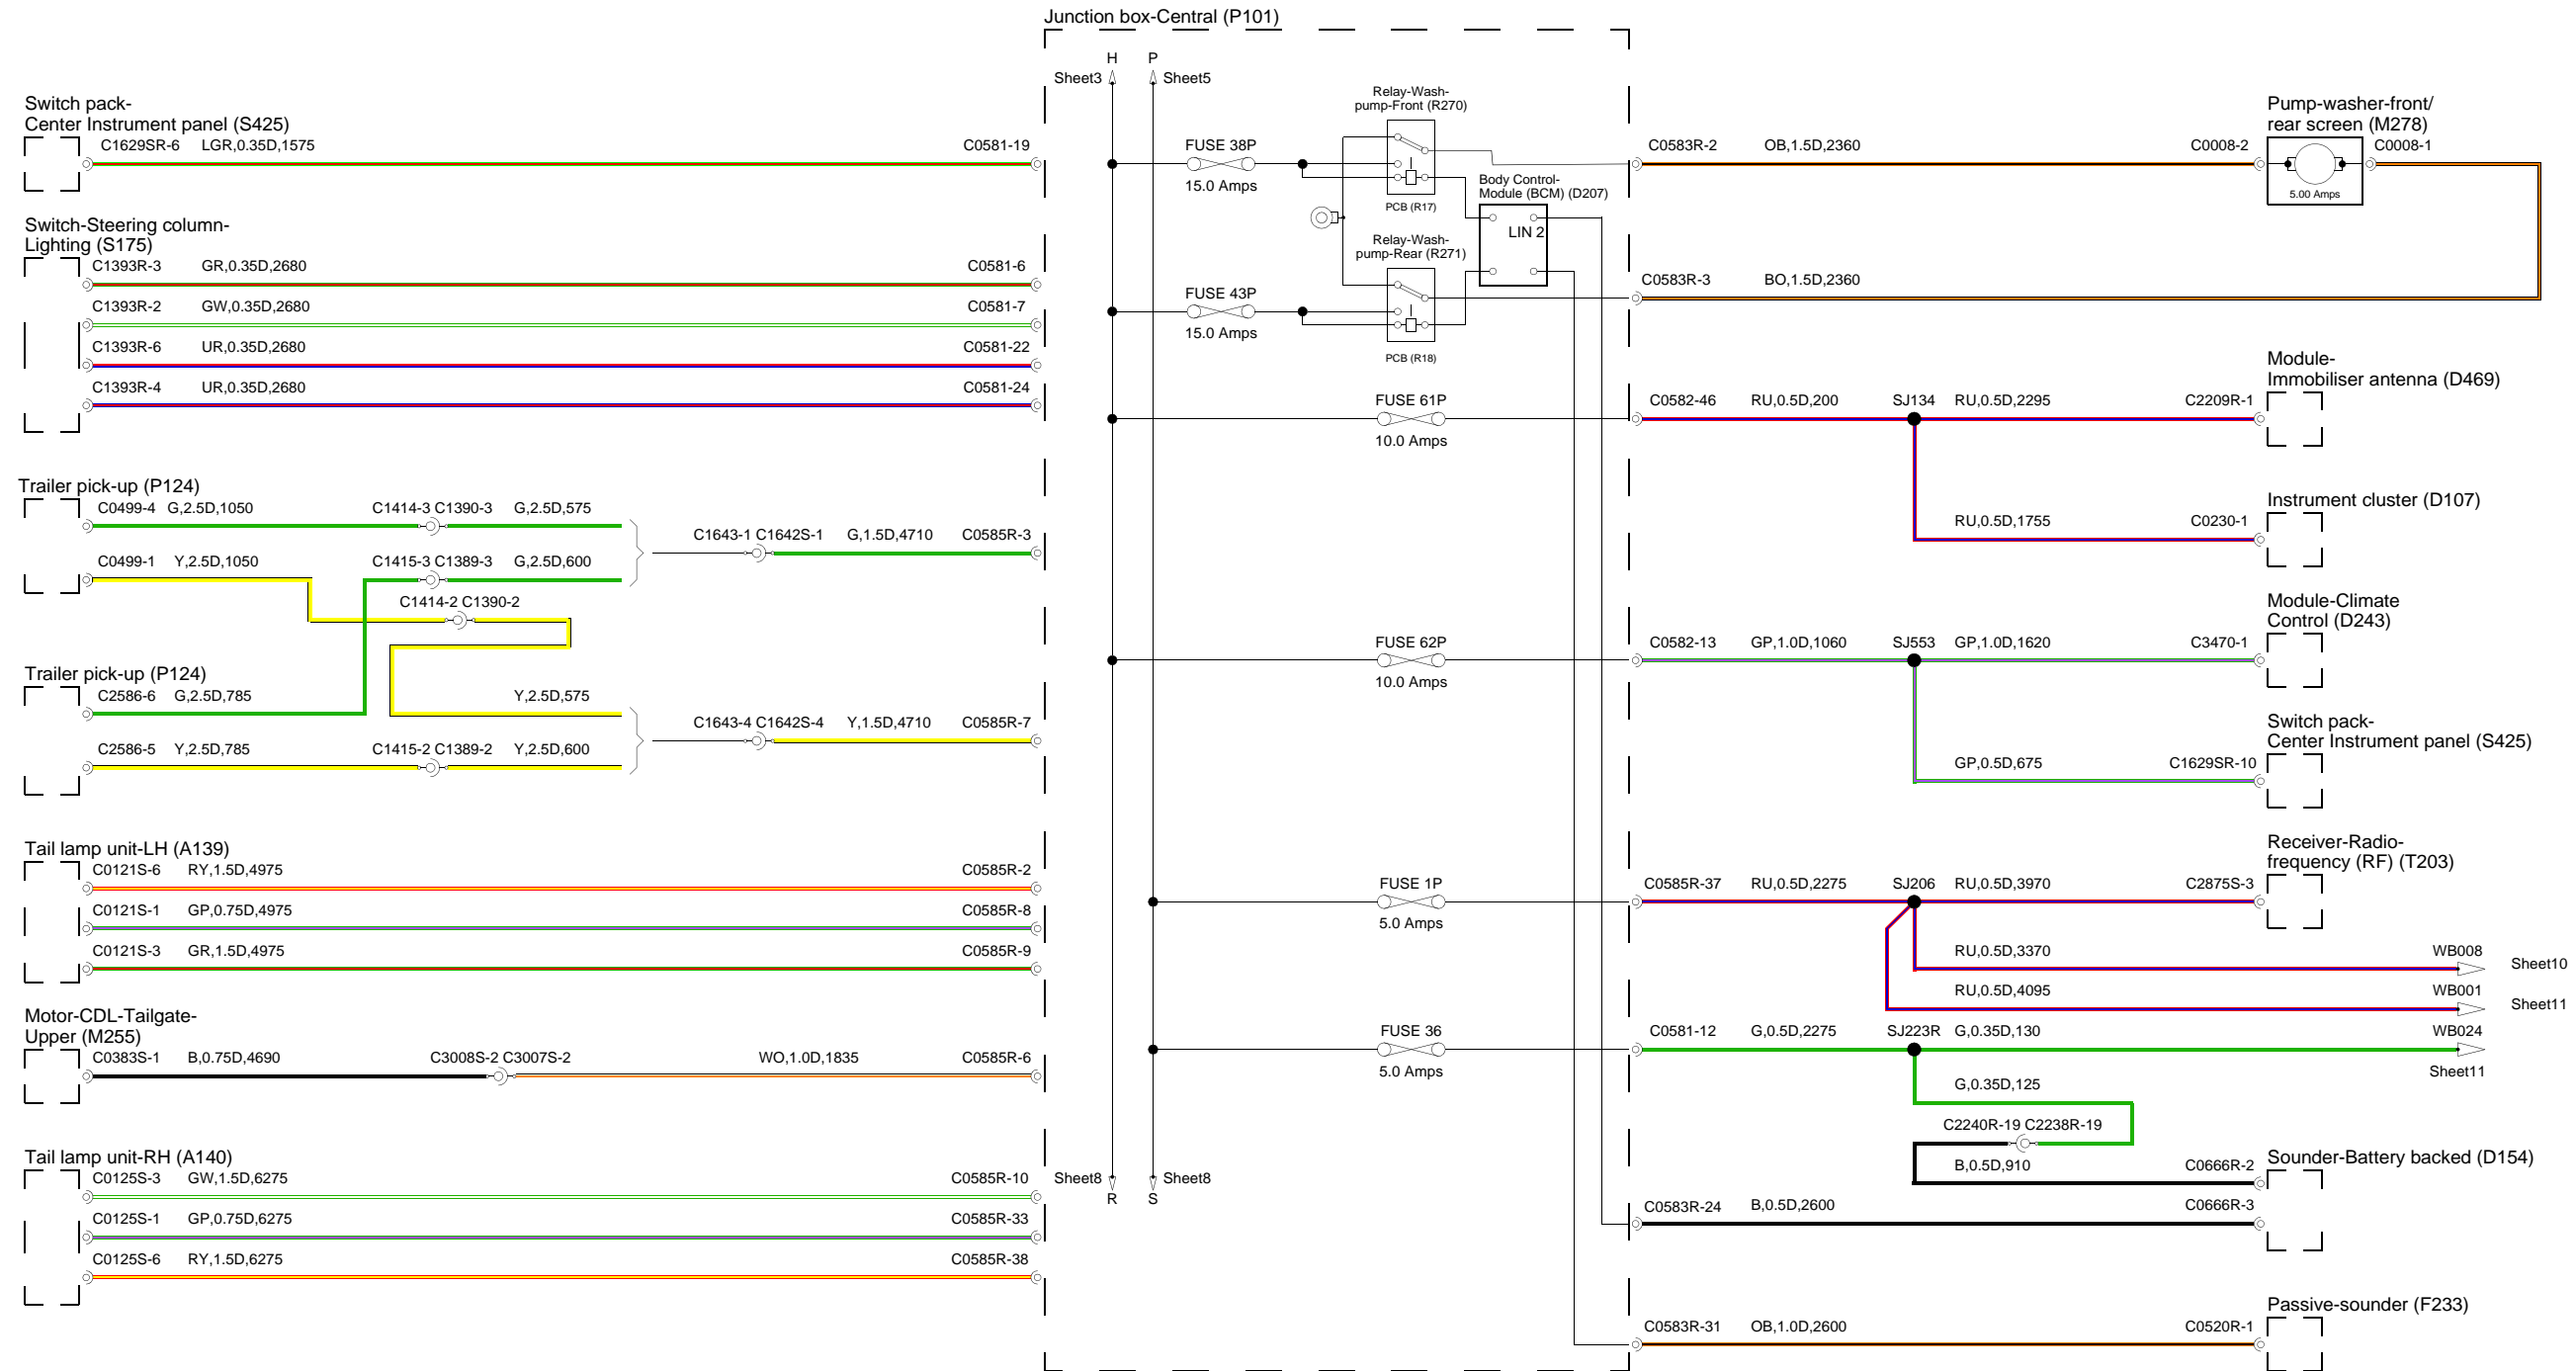 Junction box-Central (P101)
H
P
Sheet3
Sheet5
Switch pack-
Center Instrument panel (S425)
C1629SR-6
LGR,0.35D,1575
C0581-19
Switch-Steering column-
Lighting (S175)
C1393R-3
GR,0.35D,2680
C0581-6
C1393R-2
GW,0.35D,2680
C0581-7
C1393R-6
UR,0.35D,2680
C0581-22
C1393R-4
UR,0.35D,2680
C0581-24
Trailer pick-up (P124)
C0499-4
G,2.5D,1050
C1414-3 C1390-3
G,2.5D,575
C0499-1
Y,2.5D,1050
C1415-3 C1389-3
G,2.5D,600
C1414-2 C1390-2
C1643-1 C1642S-1
G,1.5D,4710
C0585R-3
Trailer pick-up (P124)
C2586-6
G,2.5D,785
Y,2.5D,575
C2586-5
Y,2.5D,785
C1415-2 C1389-2
Y,2.5D,600
C1643-4 C1642S-4
Y,1.5D,4710
C0585R-7
Tail lamp unit-LH (A139)
C0121S-6
RY,1.5D,4975
C0585R-2
C0121S-1
GP,0.75D,4975
C0585R-8
C0121S-3
GR,1.5D,4975
C0585R-9
Motor-CDL-Tailgate-
Upper (M255)
C0383S-1
B,0.75D,4690
C3008S-2 C3007S-2
WO,1.0D,1835
C0585R-6
Tail lamp unit-RH (A140)
C0125S-3
GW,1.5D,6275
C0585R-10
C0125S-1
GP,0.75D,6275
C0585R-33
C0125S-6
RY,1.5D,6275
C0585R-38
Relay-Wash-
pump-Front (R270)
FUSE 38P
15.0 Amps
PCB (R17)
Body Control-
Module (BCM) (D207)
LIN 2
Relay-Wash-
pump-Rear (R271)
FUSE 43P
15.0 Amps
PCB (R18)
FUSE 61P
10.0 Amps
FUSE 62P
10.0 Amps
FUSE 1P
5.0 Amps
FUSE 36
5.0 Amps
Sheet8
R
Sheet8
S
Pump-washer-front/
rear screen (M278)
C0583R-2
OB,1.5D,2360
C0008-2
C0008-1
5.00 Amps
C0583R-3
BO,1.5D,2360
Module-
Immobiliser antenna (D469)
C0582-46
RU,0.5D,200
SJ134
RU,0.5D,2295
C2209R-1
Instrument cluster (D107)
RU,0.5D,1755
C0230-1
Module-Climate
Control (D243)
C0582-13
GP,1.0D,1060
SJ553
GP,1.0D,1620
C3470-1
Switch pack-
Center Instrument panel (S425)
GP,0.5D,675
C1629SR-10
Receiver-Radio-
frequency (RF) (T203)
C0585R-37
RU,0.5D,2275
SJ206
RU,0.5D,3970
C2875S-3
RU,0.5D,3370
WB008
Sheet10
RU,0.5D,4095
WB001
Sheet11
C0581-12
G,0.5D,2275
SJ223R
G,0.35D,130
WB024
Sheet11
G,0.35D,125
C2240R-19 C2238R-19
Sounder-Battery backed (D154)
B,0.5D,910
C0666R-2
C0583R-24
B,0.5D,2600
C0666R-3
Passive-sounder (F233)
C0583R-31
OB,1.0D,2600
C0520R-1